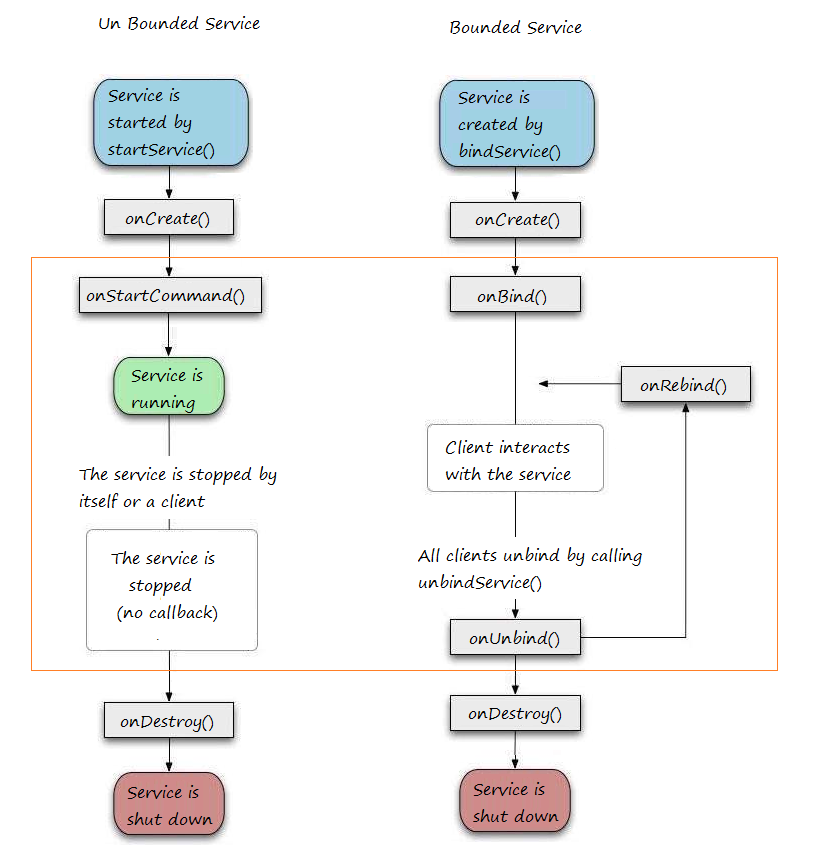 Un Bounded Service
Service is
started by
startService()
onCreate()
onStartCommand()
Service is
running
The service is stopped by
itself or a client
The service is
stopped
(no callback)
.
onDestroy()
Service is
shut down
Bounded Service
Service is
created by
bindService()
onCreate()
onBind()
onRebind()
Client interacts
with the service
All clients unbind by calling
unbindService()
onUnbind()
onDestroy()
Service is
shut down